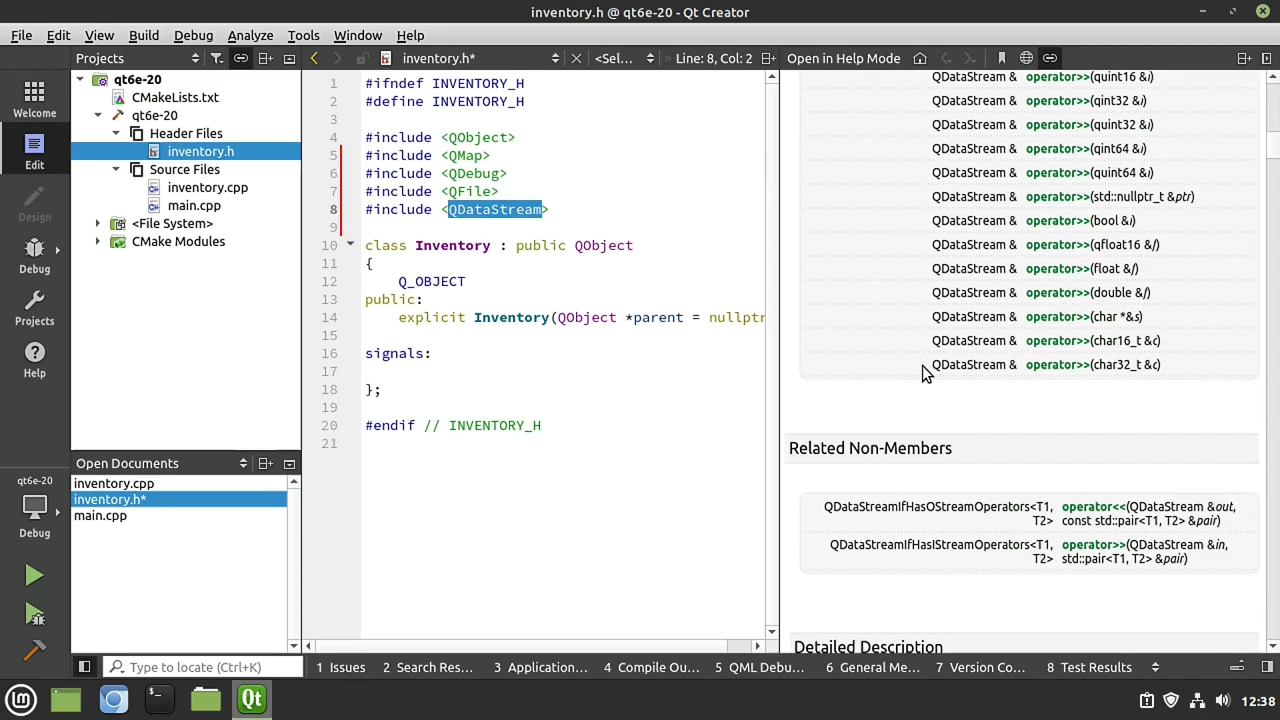 inventory.h @ qt6e-20 - Qt Creator
File Edit View Build Debug Analyze Tools Window Help
Projects
inventory.h*
<Sel...
Line: 8, Col: 2
Open in Help Mode
Welcome
Edit
Design
Debug
Projects
Help
qt6e-20
Debug
qt6e-20
CMakeLists.txt
qt6e-20
Header Files
inventory.h
Source Files
inventory.cpp
main.cpp
<File System>
CMake Modules
Open Documents
inventory.cpp
inventory.h*
main.cpp
1 #ifndef INVENTORY_H
2 #define INVENTORY_H
3
4 #include <QObject>
5 #include <QMap>
6 #include <QDebug>
7 #include <QFile>
8 #include <QDataStream>
9
10 class Inventory : public QObject
11 {
12 Q_OBJECT
13 public:
14 explicit Inventory(QObject *parent = nullptr
15
16 signals:
17
18 };
19
20 #endif // INVENTORY_H
21
QDataStream & operator>>(quint16 &i)
QDataStream & operator>>(qint32 &i)
QDataStream & operator>>(quint32 &i)
QDataStream & operator>>(qint64 &i)
QDataStream & operator>>(quint64 &i)
QDataStream & operator>>(std::nullptr_t &ptr)
QDataStream & operator>>(bool &i)
QDataStream & operator>>(qfloat16 &f)
QDataStream & operator>>(float &f)
QDataStream & operator>>(double &f)
QDataStream & operator>>(char *&s)
QDataStream & operator>>(char16_t &c)
QDataStream & operator>>(char32_t &c)
Related Non-Members
QDataStreamIfHasOStreamOperators<T1, operator<<(QDataStream &out,
T2> const std::pair<T1, T2> &pair)
QDataStreamIfHasIStreamOperators<T1, operator>>(QDataStream &in,
T2> std::pair<T1, T2> &pair)
Detailed Description
Type to locate (Ctrl+K)
1 Issues
2 Search Res...
3 Application...
4 Compile Ou...
5 QML Debu...
6 General Me...
7 Version Co...
8 Test Results
Qt
12:38